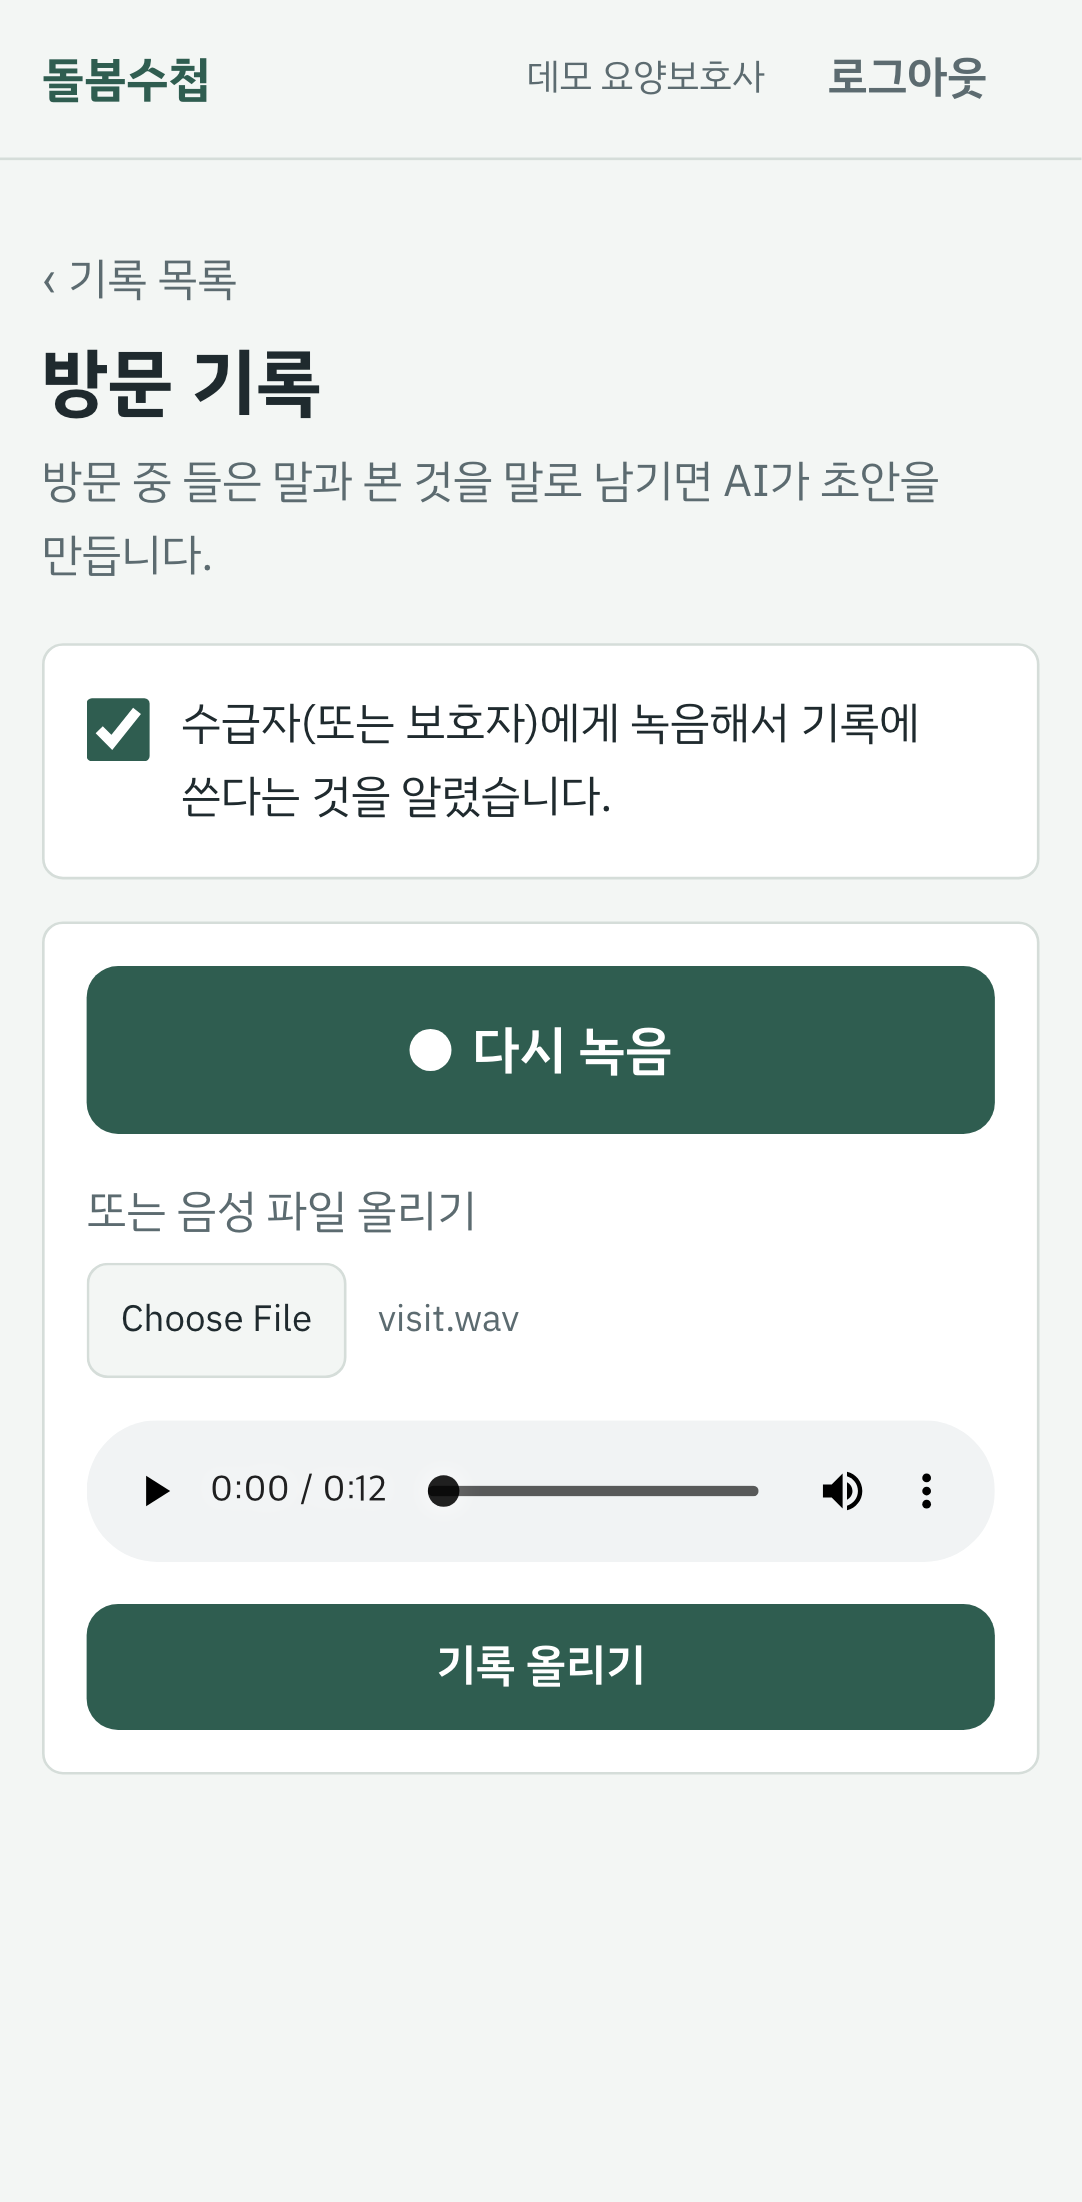 돌봄수첩 데모 요양보호사 로그아웃
‹ 기록 목록
방문 기록
방문 중 들은 말과 본 것을 말로 남기면 AI가 초안을
만듭니다.
수급자(또는 보호자)에게 녹음해서 기록에
쓴다는 것을 알렸습니다.
다시 녹음
또는 음성 파일 올리기
Choose File visit.wav
0:00 / 0:12
기록 올리기